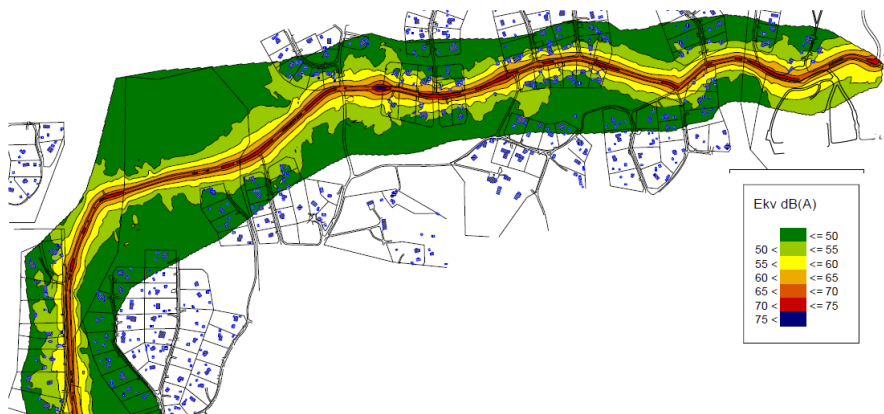 Ekv dB(A)
<= 50
50 < <= 55
55 < <= 60
60 < <= 65
65 < <= 70
70 < <= 75
75 <